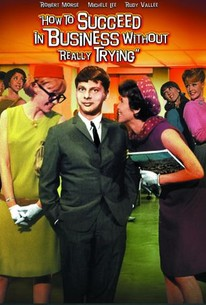 ROBERT MORSE MICHELE LEE RUDY VALLEE
"HOW TO SUCCEED
IN BUSINESS WITHOUT
REALLY TRYING"